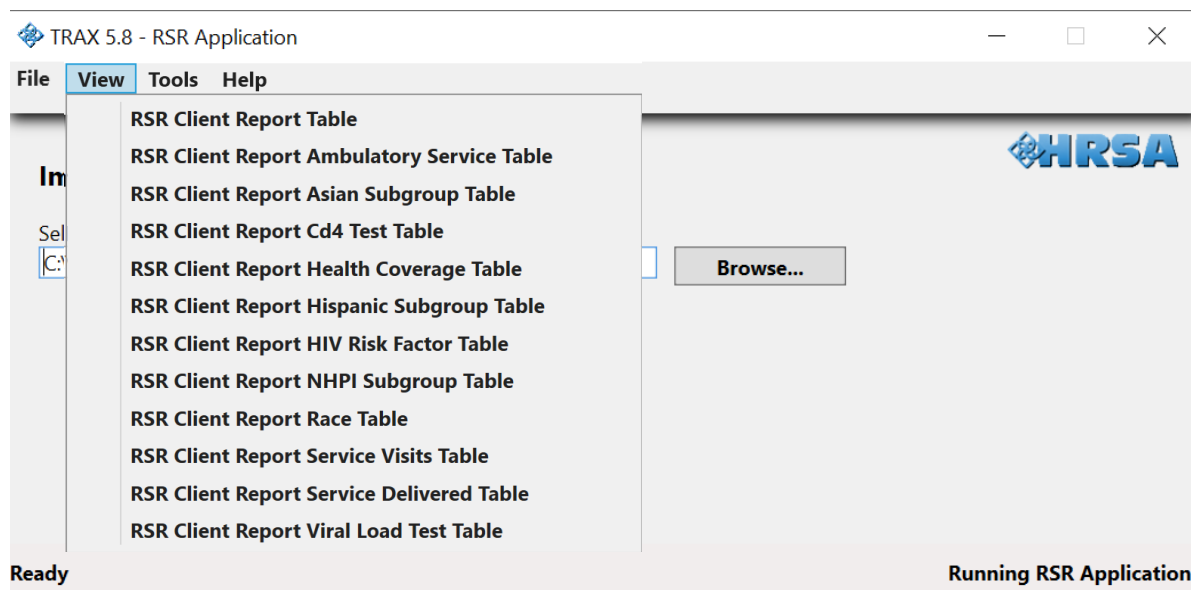 TRAX 5.8 - RSR Application
File View Tools Help
RSR Client Report Table
RSR Client Report Ambulatory Service Table
RSR Client Report Asian Subgroup Table
RSR Client Report Cd4 Test Table
RSR Client Report Health Coverage Table
RSR Client Report Hispanic Subgroup Table
RSR Client Report HIV Risk Factor Table
RSR Client Report NHPI Subgroup Table
RSR Client Report Race Table
RSR Client Report Service Visits Table
RSR Client Report Service Delivered Table
RSR Client Report Viral Load Test Table
HRSA
Im
Sel
C:\
Browse...
Ready
Running RSR Application